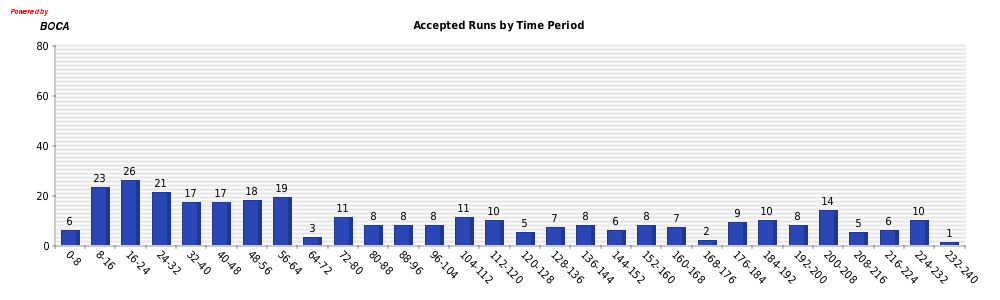 Powered by
BOCA
Accepted Runs by Time Period
80
60
40
20
0
6 23 26 21 17 17 18 19 3 11 8 8 8 11 10 5 7 8 6 8 7 2 9 10 8 14 5 6 10 1
0-8 8-16 16-24 24-32 32-40 40-48 48-56 56-64 64-72 72-80 80-88 88-96 96-104 104-112 112-120 120-128 128-136 136-144 144-152 152-160 160-168 168-176 176-184 184-192 192-200 200-208 208-216 216-224 224-232 232-240